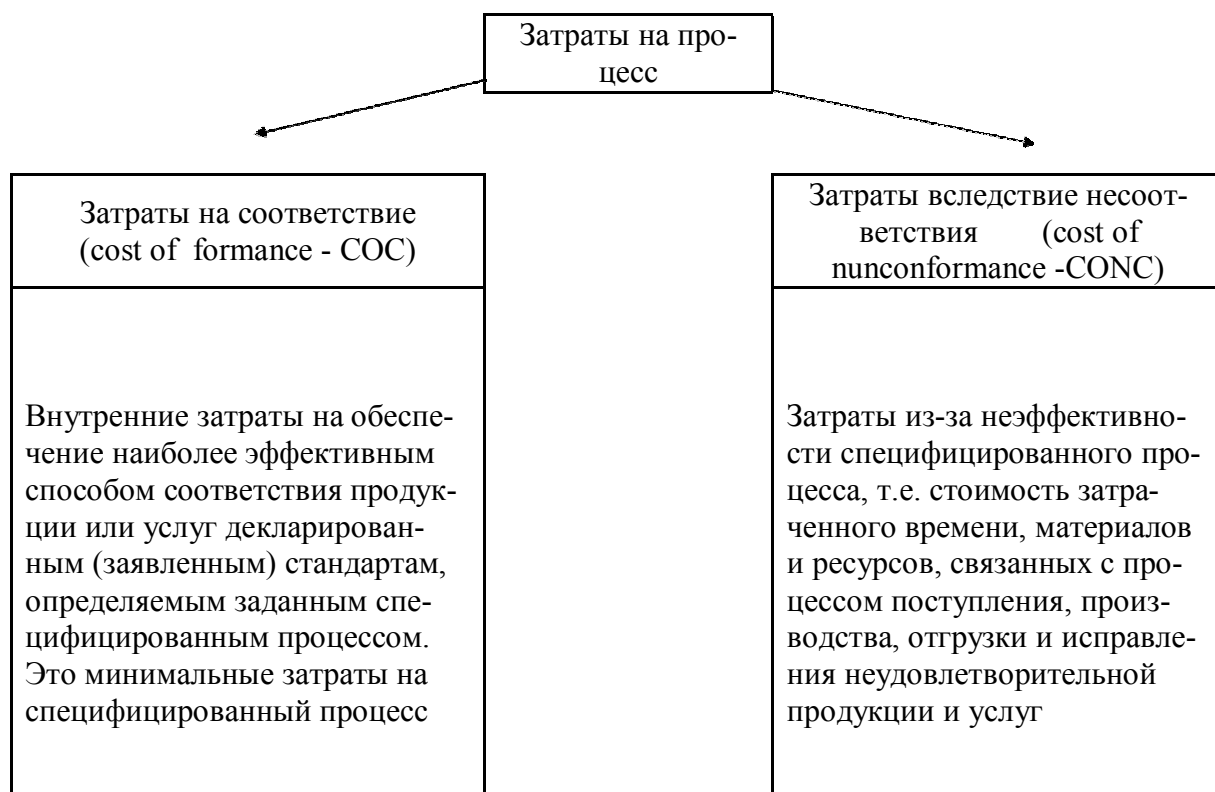 Затраты на про-
цесс
Затраты на соответствие
(cost of formance - COC)
Затраты вследствие несоот-
ветствия (cost of
nunconformance -CONC)
Внутренние затраты на обеспе-
чение наиболее эффективным
способом соответствия продук-
ции или услуг декларирован-
ным (заявленным) стандартам,
определяемым заданным спе-
цифицированным процессом.
Это минимальные затраты на
специфицированный процесс
Затраты из-за неэффективно-
сти специфицированного про-
цесса, т.е. стоимость затра-
ченного времени, материалов
и ресурсов, связанных с про-
цессом поступления, произ-
водства, отгрузки и исправле-
ния неудовлетворительной
продукции и услуг